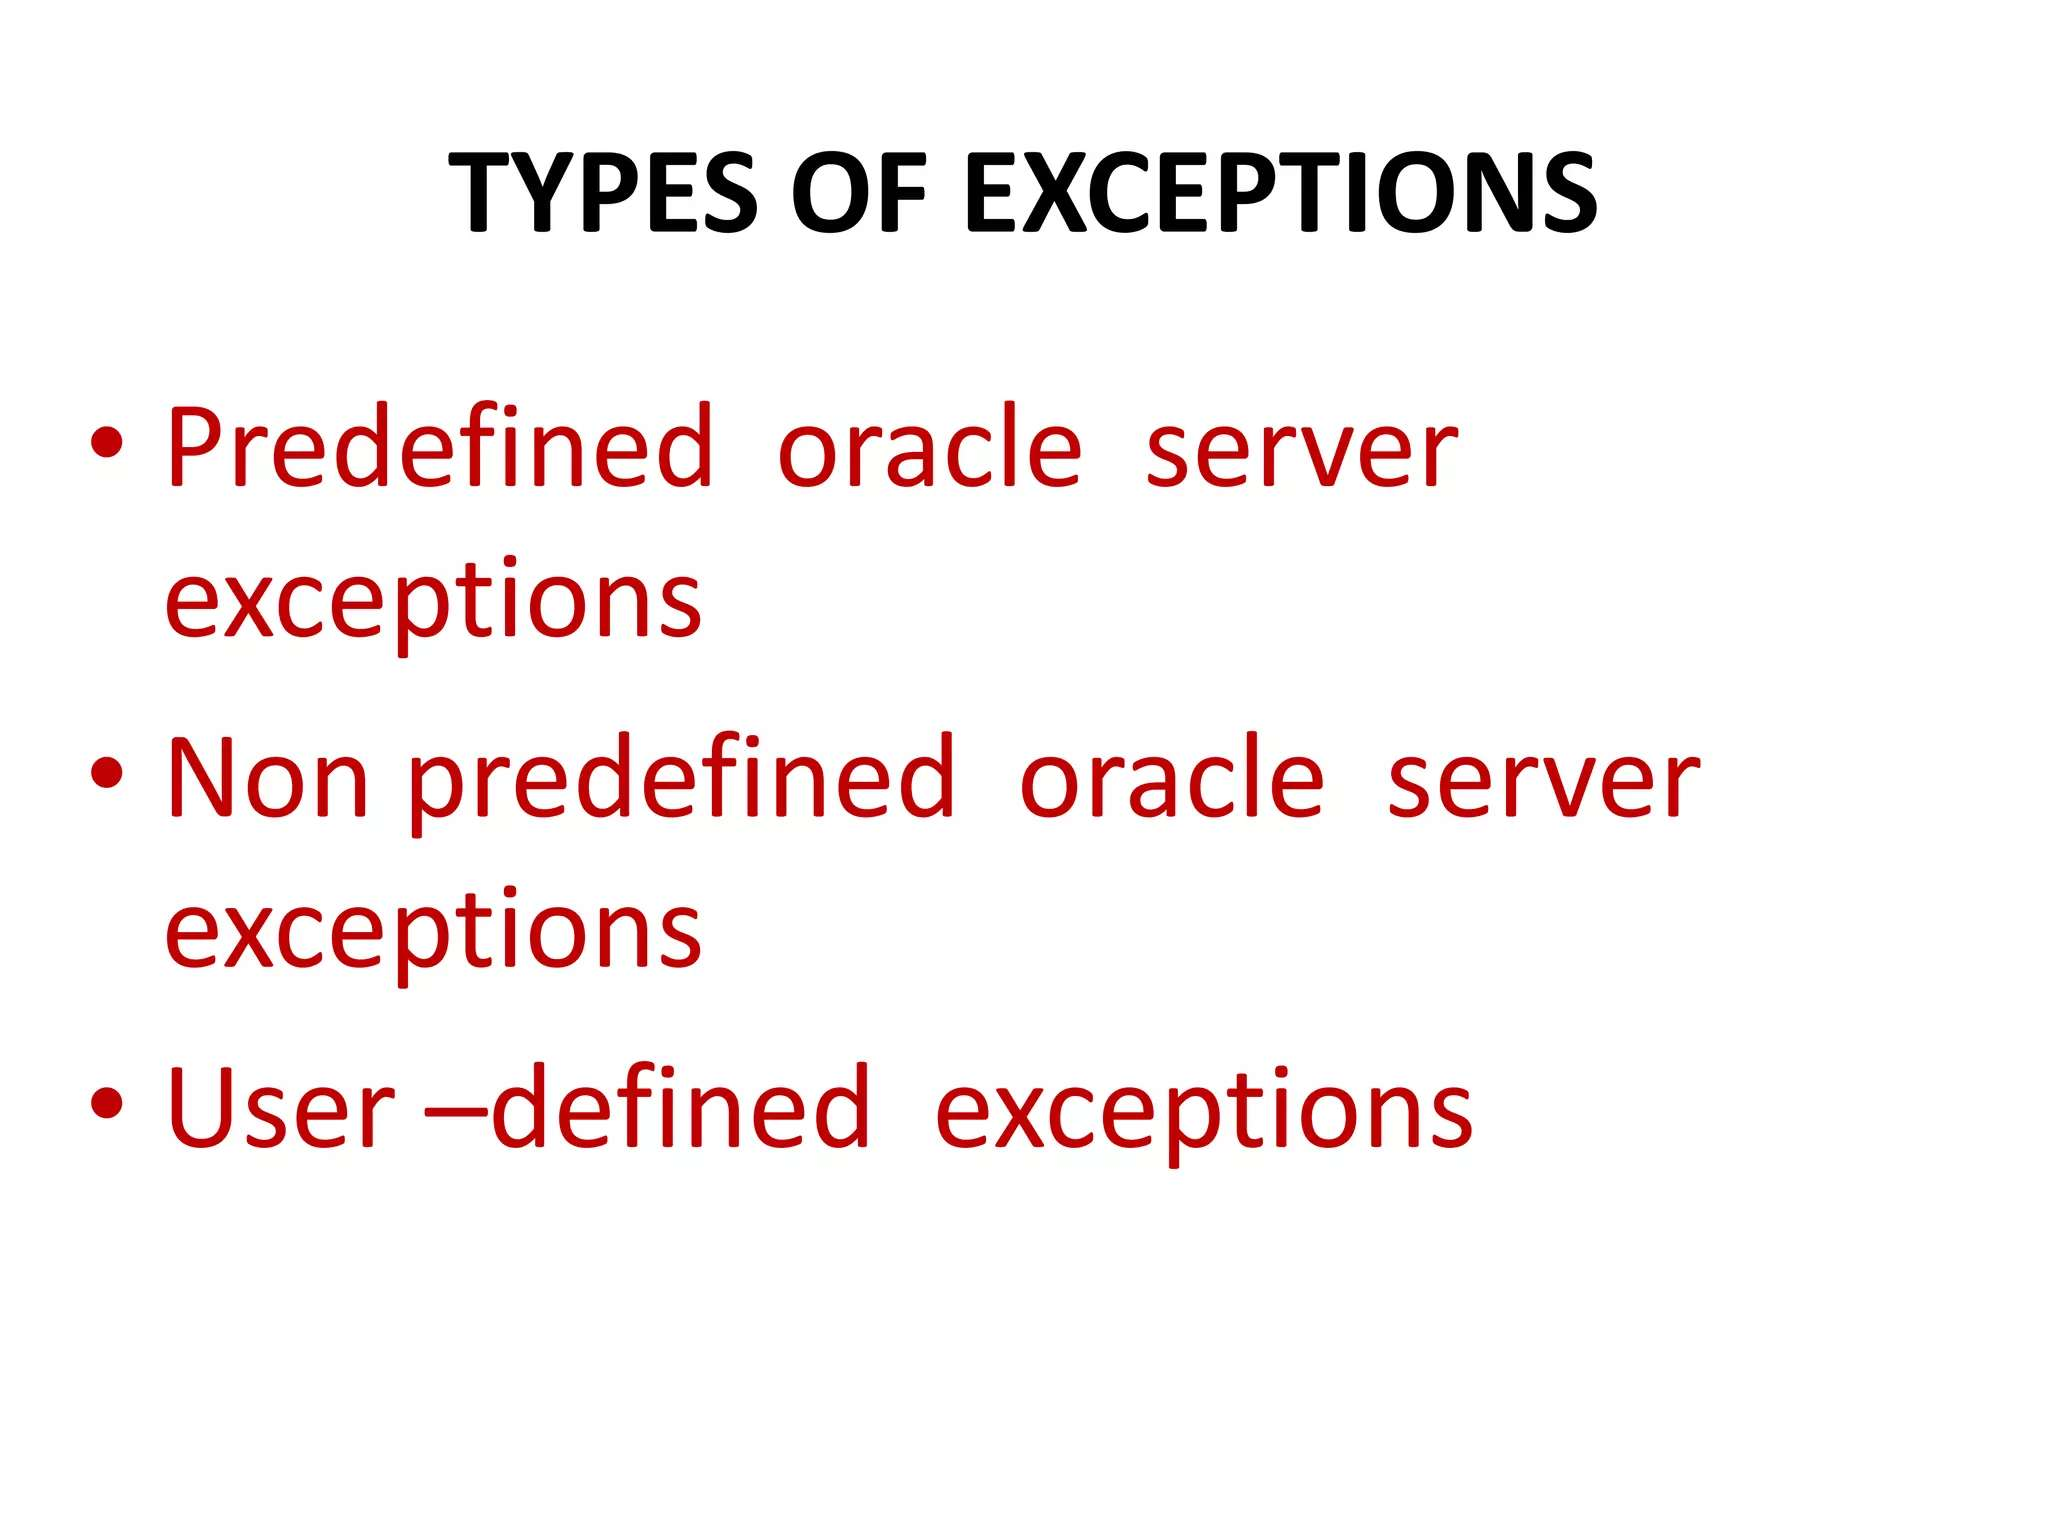 TYPES OF EXCEPTIONS
• Predefined oracle server
exceptions
• Non predefined oracle server
exceptions
• User –defined exceptions